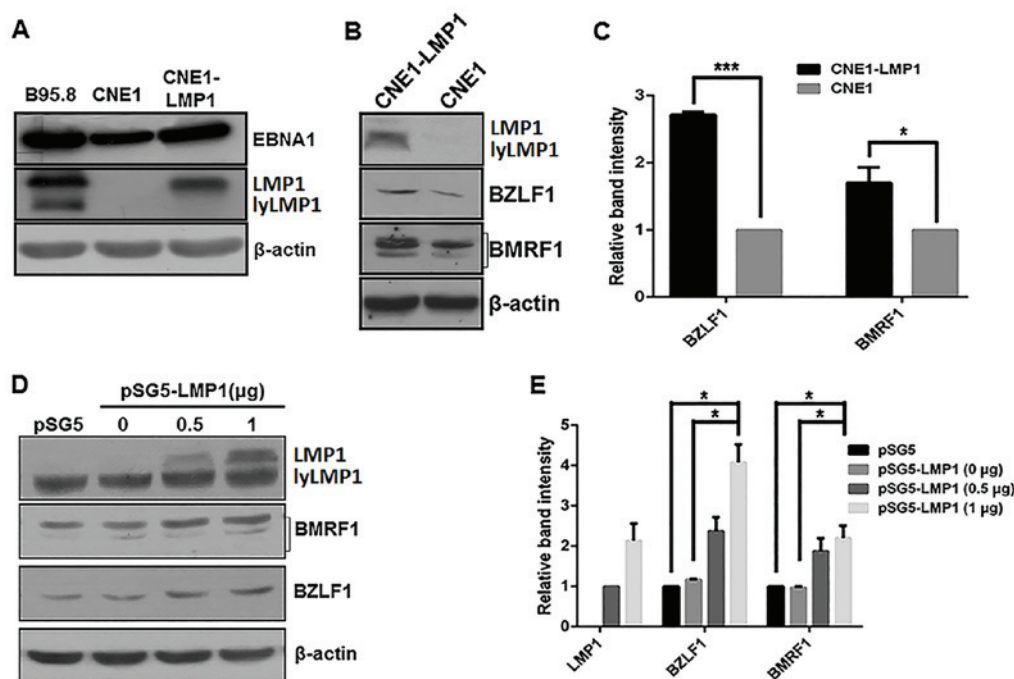 A
B95.8 CNE1 CNE1-
LMP1
EBNA1
LMP1
lyLMP1
β-actin
B
CNE1-LMP1
CNE1
LMP1
lyLMP1
BZLF1
BMRF1
β-actin
C
CNE1-LMP1
CNE1
***
*
Relative band intensity
3
2
1
0
BZLF1
BMRF1
D
pSG5-LMP1(µg)
pSG5 0 0.5 1
LMP1
lyLMP1
BMRF1
BZLF1
β-actin
E
* *
* *
pSG5
pSG5-LMP1 (0 µg)
pSG5-LMP1 (0.5 µg)
pSG5-LMP1 (1 µg)
Relative band intensity
6
5
4
3
2
1
0
LMP1
BZLF1
BMRF1